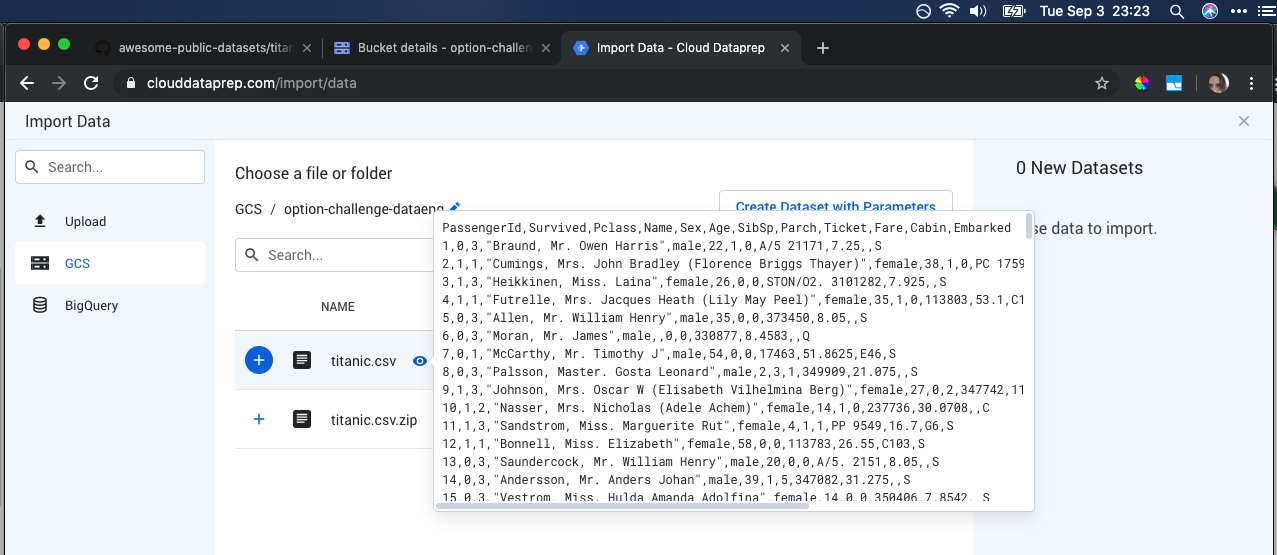 Tue Sep 3 23:23
awesome-public-datasets/titan
Bucket details - option-challen
Import Data - Cloud Dataprep
clouddataprep.com/import/data
Import Data
Search...
Upload
GCS
BigQuery
Choose a file or folder
GCS / option-challenge-dataeng
Create Dataset with Parameters
Search...
NAME
titanic.csv
titanic.csv.zip
PassengerId,Survived,Pclass,Name,Sex,Age,SibSp,Parch,Ticket,Fare,Cabin,Embarked
1,0,3,"Braund, Mr. Owen Harris",male,22,1,0,A/5 21171,7.25,,S
2,1,1,"Cumings, Mrs. John Bradley (Florence Briggs Thayer)",female,38,1,0,PC 1759
3,1,3,"Heikkinen, Miss. Laina",female,26,0,0,STON/O2. 3101282,7.925,,S
4,1,1,"Futrelle, Mrs. Jacques Heath (Lily May Peel)",female,35,1,0,113803,53.1,C1
5,0,3,"Allen, Mr. William Henry",male,35,0,0,373450,8.05,,S
6,0,3,"Moran, Mr. James",male,,0,0,330877,8.4583,,Q
7,0,1,"McCarthy, Mr. Timothy J",male,54,0,0,17463,51.8625,E46,S
8,0,3,"Palsson, Master. Gosta Leonard",male,2,3,1,349909,21.075,,S
9,1,3,"Johnson, Mrs. Oscar W (Elisabeth Vilhelmina Berg)",female,27,0,2,347742,11
10,1,2,"Nasser, Mrs. Nicholas (Adele Achem)",female,14,1,0,237736,30.0708,,C
11,1,3,"Sandstrom, Miss. Marguerite Rut",female,4,1,1,PP 9549,16.7,G6,S
12,1,1,"Bonnell, Miss. Elizabeth",female,58,0,0,113783,26.55,C103,S
13,0,3,"Saundercock, Mr. William Henry",male,20,0,0,A/5. 2151,8.05,,S
14,0,3,"Andersson, Mr. Anders Johan",male,39,1,5,347082,31.275,,S
15,0,3,"Vestrom, Miss. Hulda Amanda Adolfina",female,14,0,0,350406,7.8542,,S
0 New Datasets
se data to import.